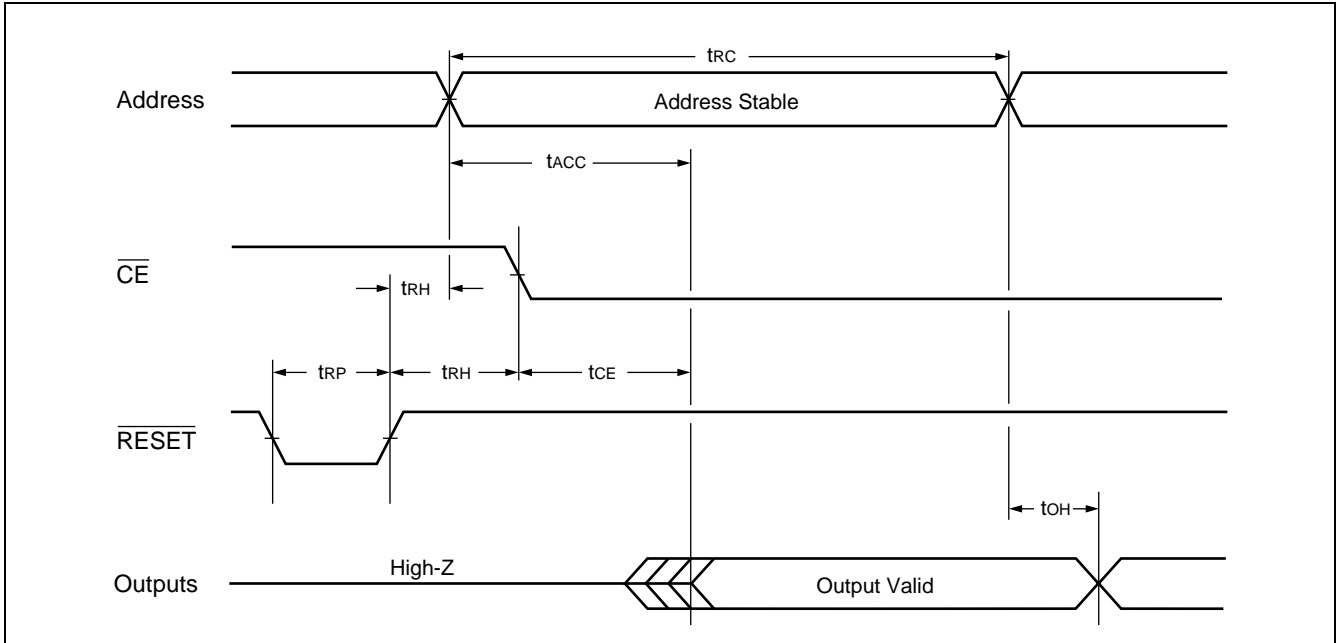 tRC
Address
Address Stable
tACC
CE
tRH
tRP
tRH
tCE
RESET
tOH
High-Z
Outputs
Output Valid